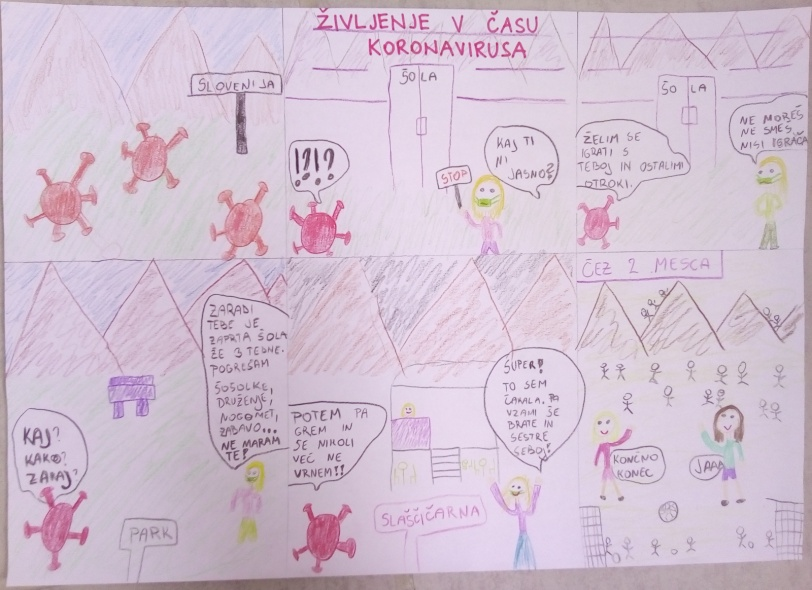 ŽIVLJENJE V ČASU
KORONAVIRUSA
SLOVENIJA
ŠOLA
!?!?
STOP
KAJ TI
NI
JASNO?
ŠOLA
ŽELIM SE
IGRATI S
TEBOJ IN OSTALIMI
OTROKI.
NE MOREŠ
NE SMEŠ
NISI IGRAČA
KAJ?
KAKO?
ZAKAJ?
ZARADI
TEBE JE
ZAPRTA ŠOLA
ŽE 3 TEDNE.
POGREŠAM
SOŠOLKE,
DRUŽENJE,
NOGOMET,
ZABAVO...
NE MARAM
TE!
PARK
POTEM PA
GREM IN
SE NIKOLI
VEČ NE
VRNEM!!
SUPER!
TO SEM
ČAKALA. PA
VZAMI ŠE
BRATE IN
SESTRE
SEBOJ!
SLAŠČIČARNA
ČEZ 2 MESCA
KONČNO
KONEC
JAAA